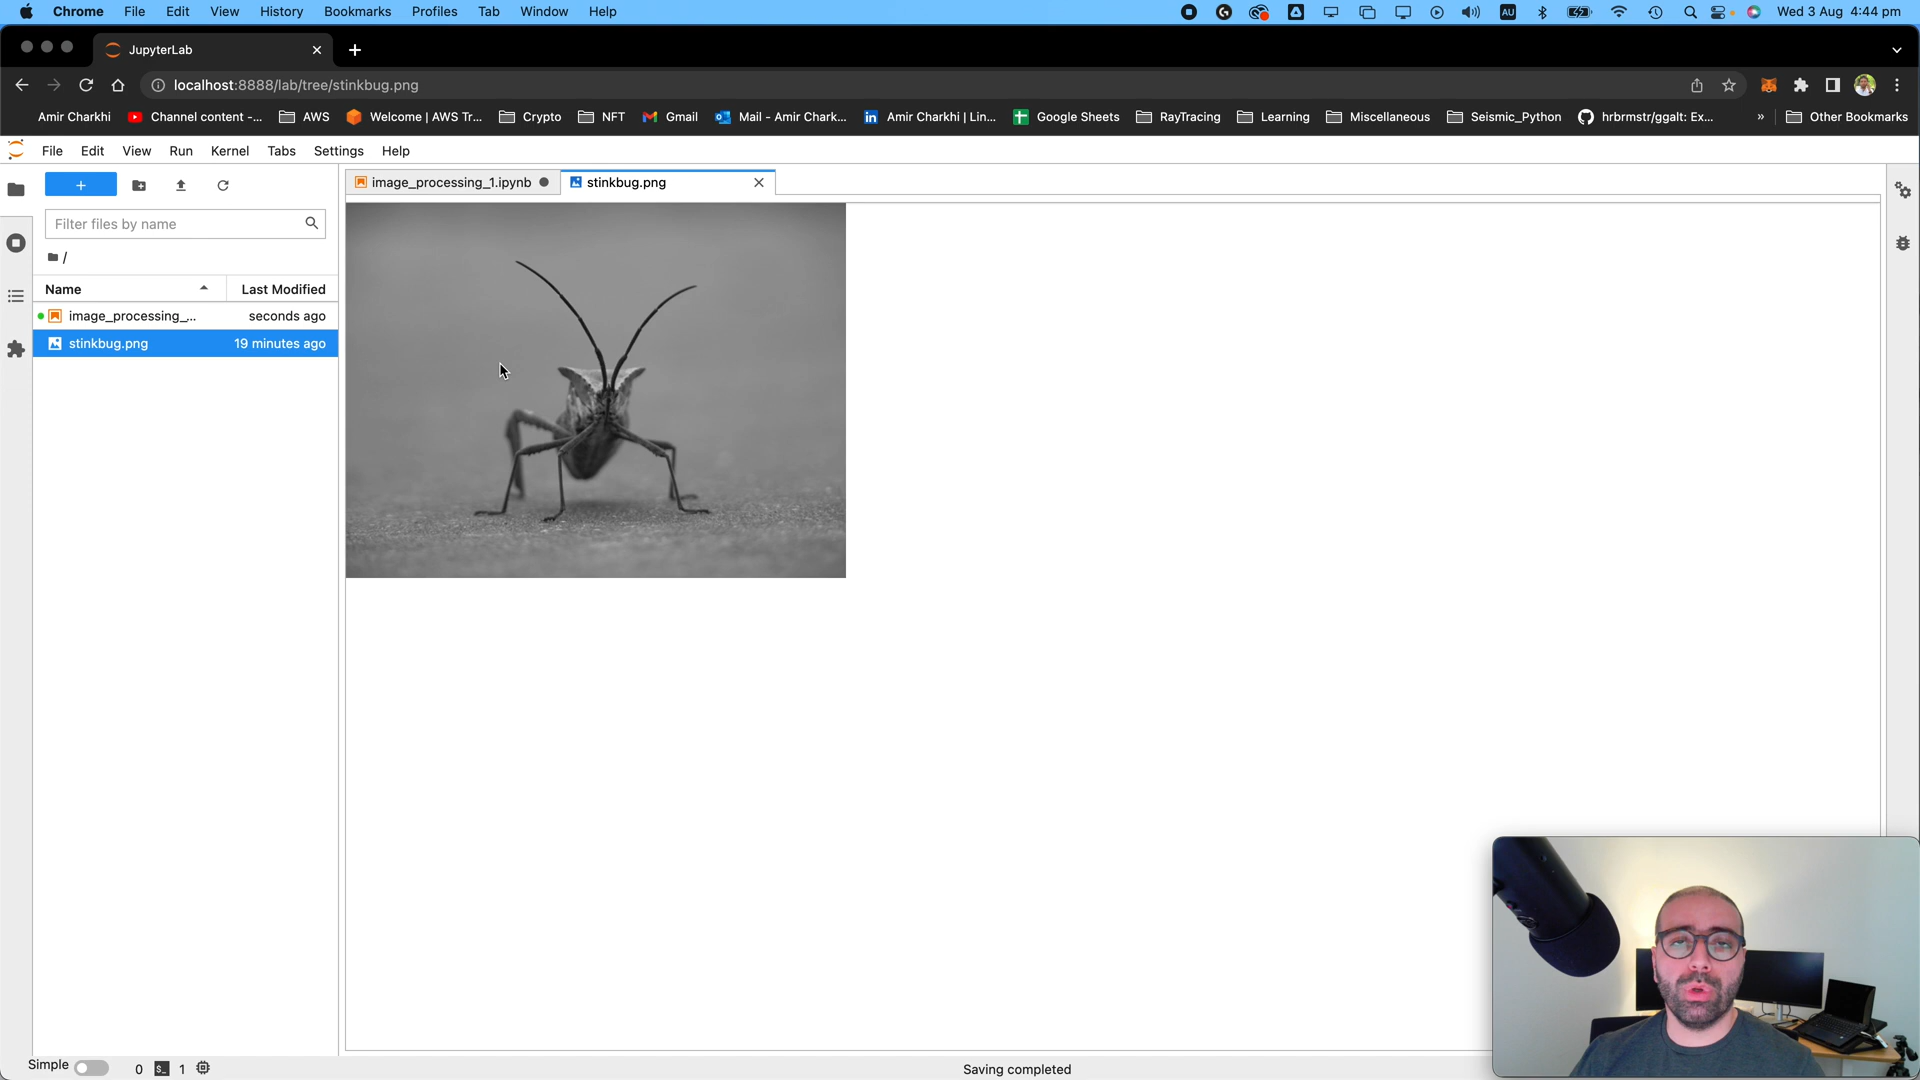 Chrome File Edit View History Bookmarks Profiles Tab Window Help AU Wed 3 Aug 4:44 pm
JupyterLab
localhost:8888/lab/tree/stinkbug.png
Amir Charkhi Channel content -... AWS Welcome | AWS Tr... Crypto NFT Gmail Mail - Amir Chark... Amir Charkhi | Lin... Google Sheets RayTracing Learning Miscellaneous Seismic_Python hrbrmstr/ggalt: Ex... » Other Bookmarks
File Edit View Run Kernel Tabs Settings Help
image_processing_1.ipynb stinkbug.png
Filter files by name
/
Name Last Modified
image_processing_... seconds ago
stinkbug.png 19 minutes ago
Simple 0 1 Saving completed